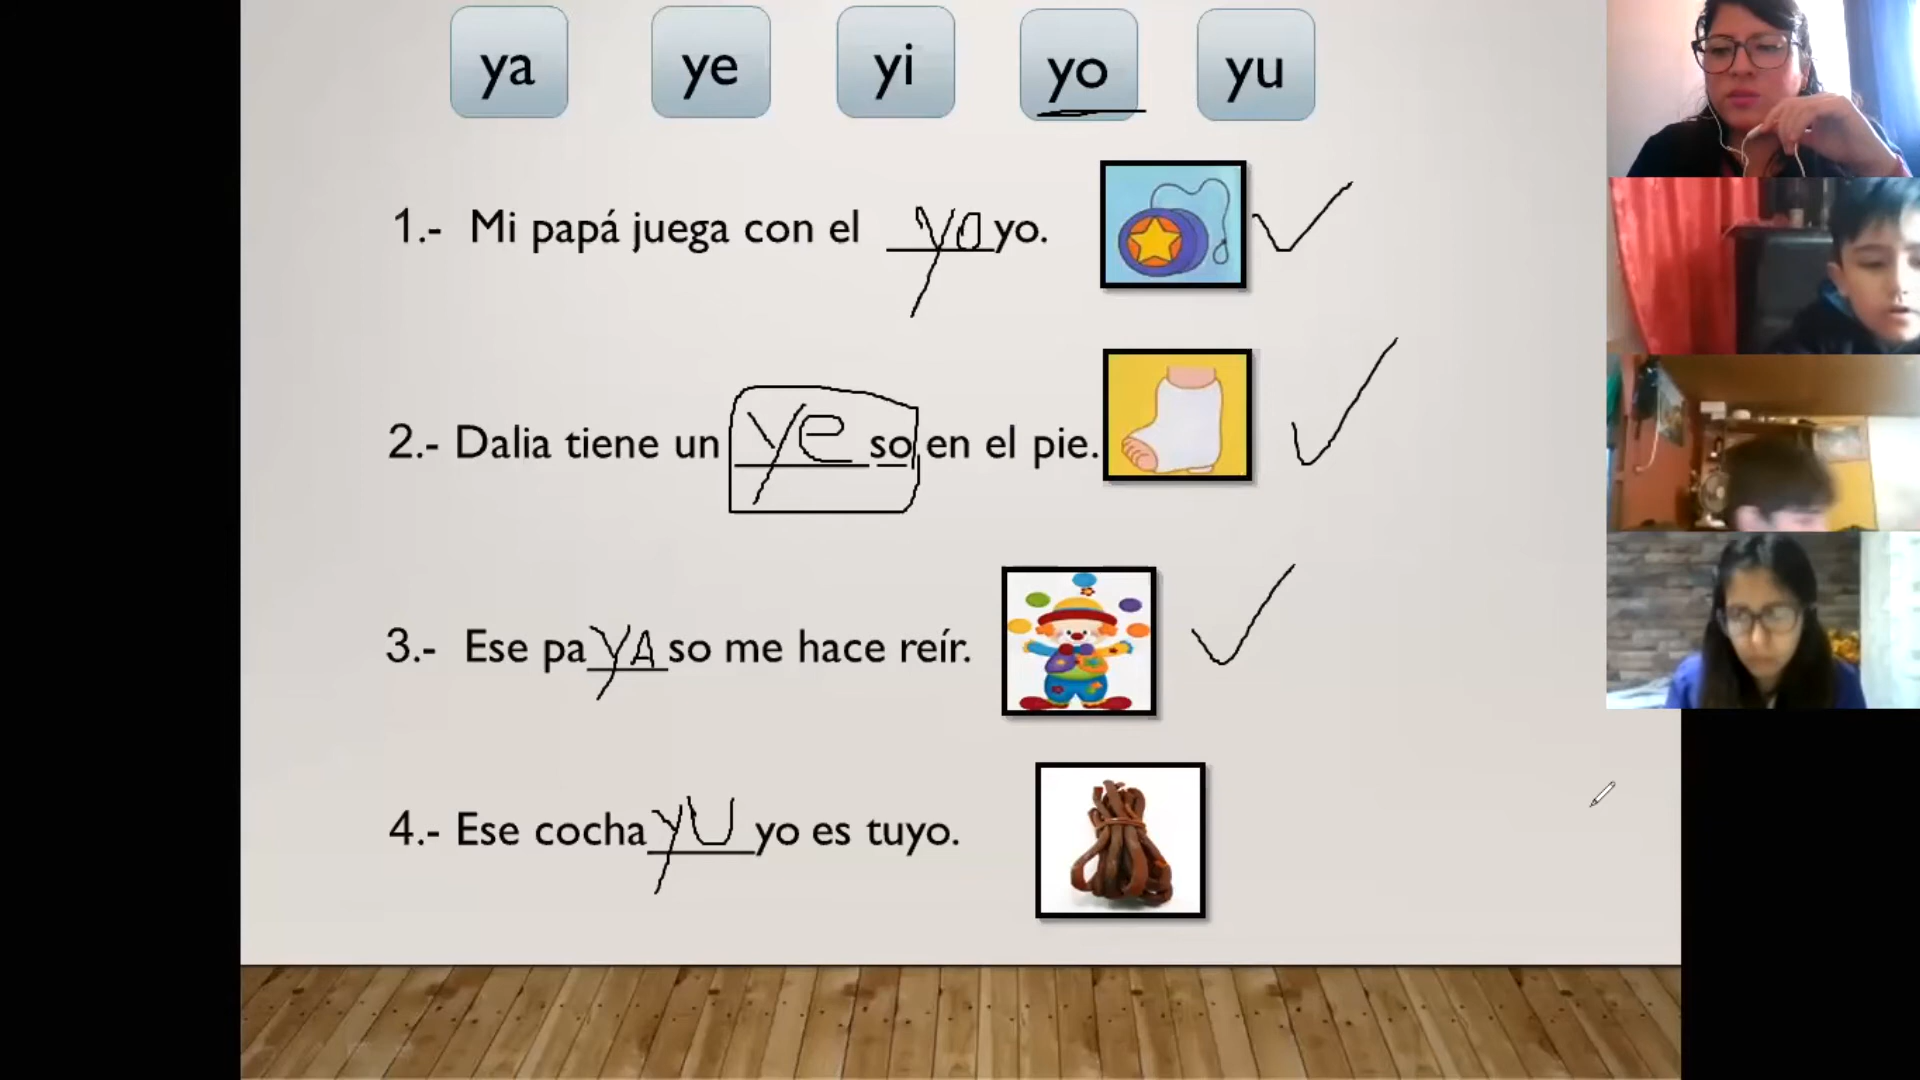 ya ye yi yo yu
1.- Mi papá juega con el yoyo.
2.- Dalia tiene un yeso en el pie.
3.- Ese paYAso me hace reír.
4.- Ese cochaYUyo es tuyo.